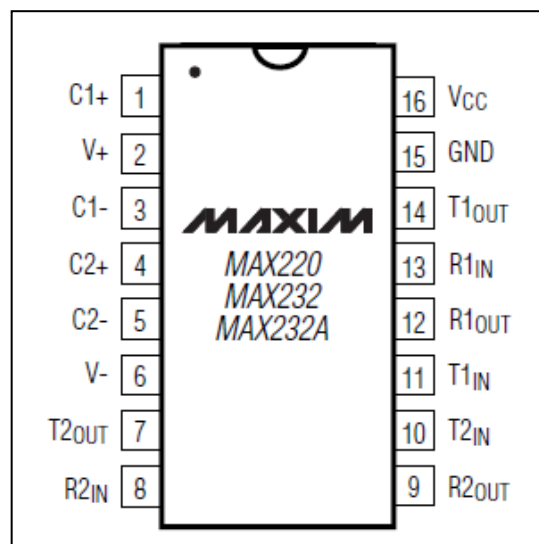 C1+ 1
V+ 2
C1- 3
C2+ 4
C2- 5
V- 6
T2OUT 7
R2IN 8
MAXIM
MAX220
MAX232
MAX232A
16 VCC
15 GND
14 T1OUT
13 R1IN
12 R1OUT
11 T1IN
10 T2IN
9 R2OUT